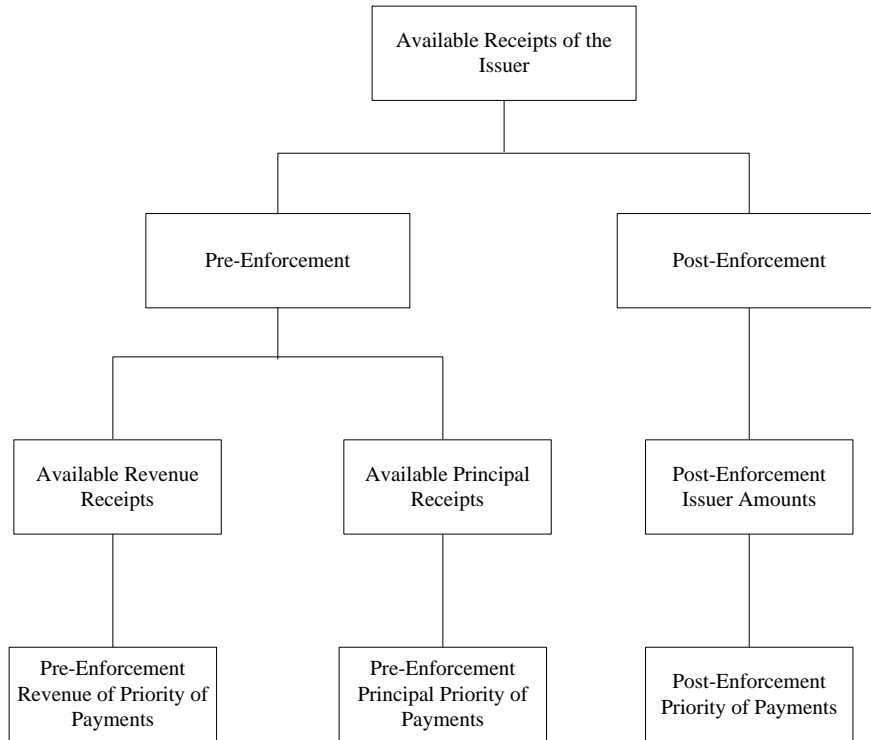 Available Receipts of the
Issuer
Pre-Enforcement
Post-Enforcement
Available Revenue
Receipts
Available Principal
Receipts
Post-Enforcement
Issuer Amounts
Pre-Enforcement
Revenue of Priority of
Payments
Pre-Enforcement
Principal Priority of
Payments
Post-Enforcement
Priority of Payments